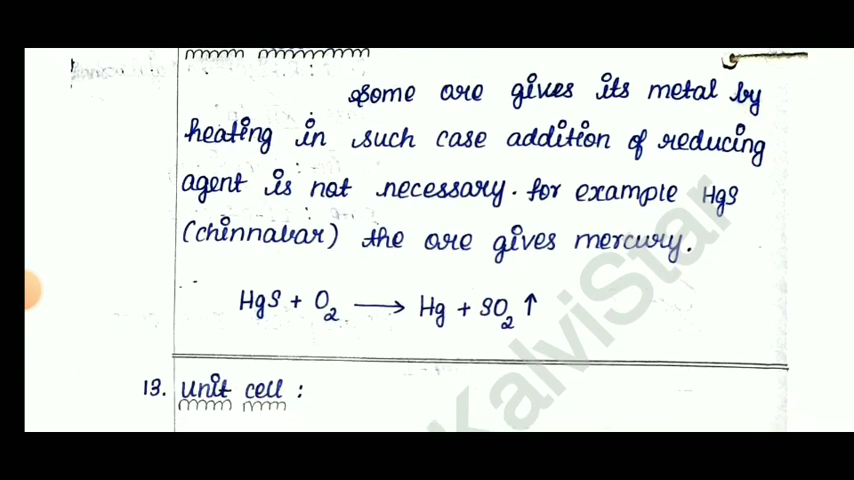 Some ore gives its metal by
heating in such case addition of reducing
agent is not necessary. for example HgS
(chinnabar) the ore gives mercury.
HgS + O₂ ⟶ Hg + SO₂ ↑
13. unit cell :
KalviStar